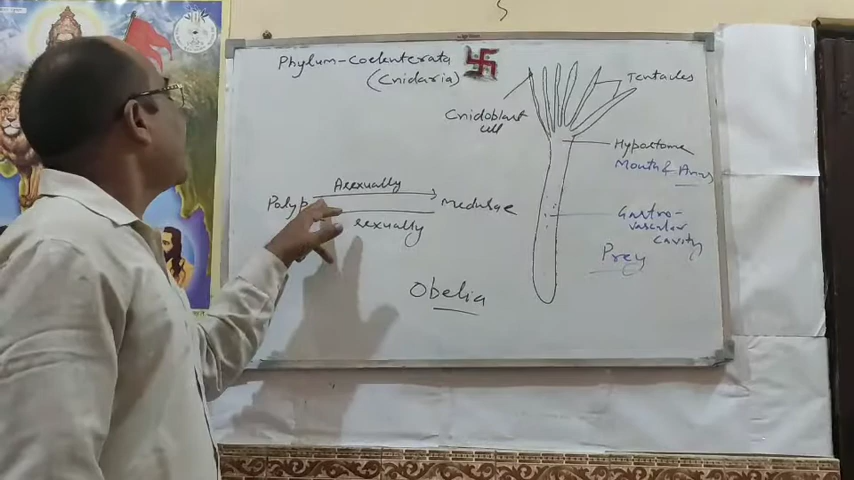 Phylum-Coelenterata
(Cnidaria)
Tentacles
Cnidoblast
cell
Hypostome
Mouth & Anus
Asexually
Polyp
Medusae
sexually
Gastro-
vascular
Cavity
Prey
Obelia